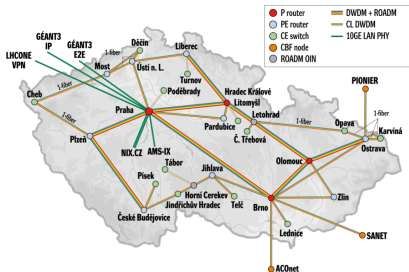 P router
PE router
CE switch
CBF node
ROADM OIN
DWDM + ROADM
CL DWDM
10GE LAN PHY
GÉANT3
IP
GÉANT3
E2E
LHCONE
VPN
Děčín
1-fiber
Most
Ústí n. L.
Liberec
Turnov
Cheb
1-fiber
Poděbrady
Praha
Hradec Králové
Litomyšl
Letohrad
1-fiber
PIONIER
1-fiber
Opava
Karviná
Ostrava
Pardubice
Č. Třebová
Plzeň
NIX.CZ
AMS-IX
Olomouc
Tábor
Písek
Jihlava
Horní Cerekev
Telč
Brno
Zlín
České Budějovice
Jindřichův Hradec
Lednice
SANET
ACOnet